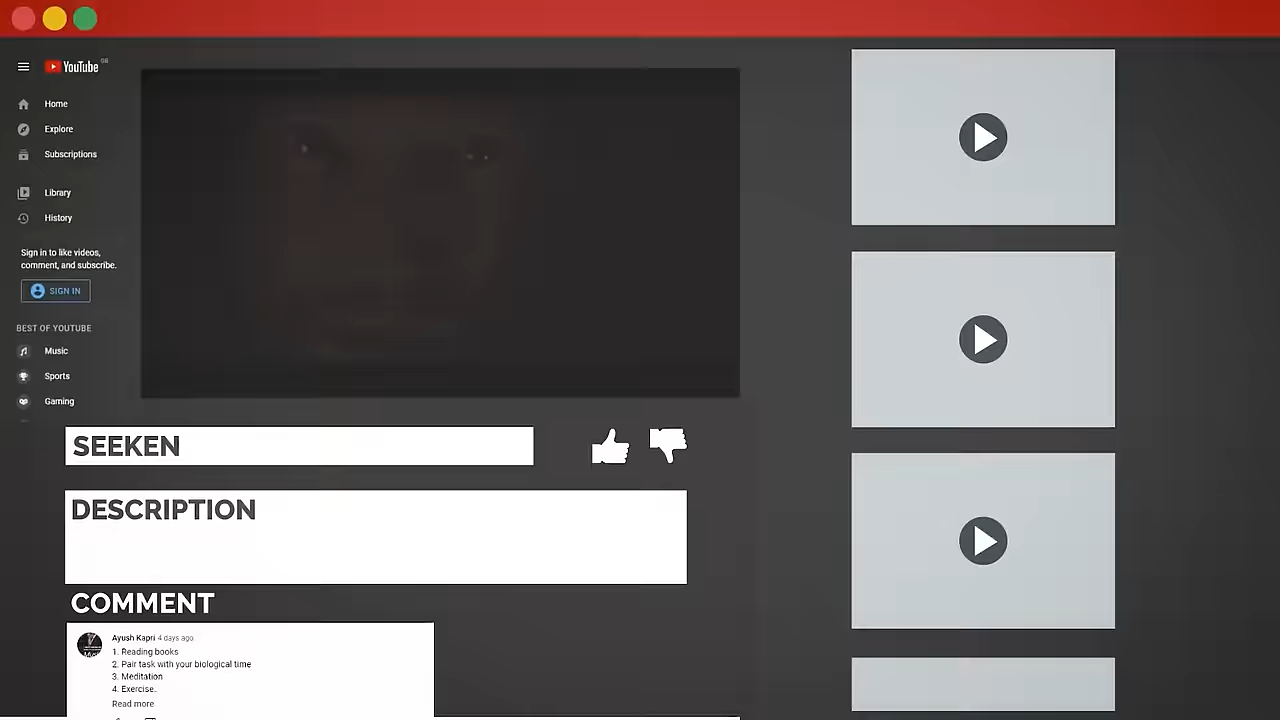 YouTube GB
Home
Explore
Subscriptions
Library
History
Sign in to like videos,
comment, and subscribe.
SIGN IN
BEST OF YOUTUBE
Music
Sports
Gaming
SEEKEN
DESCRIPTION
COMMENT
Ayush Kapri 4 days ago
1. Reading books
2. Pair task with your biological time
3. Meditation
4. Exercise..
Read more